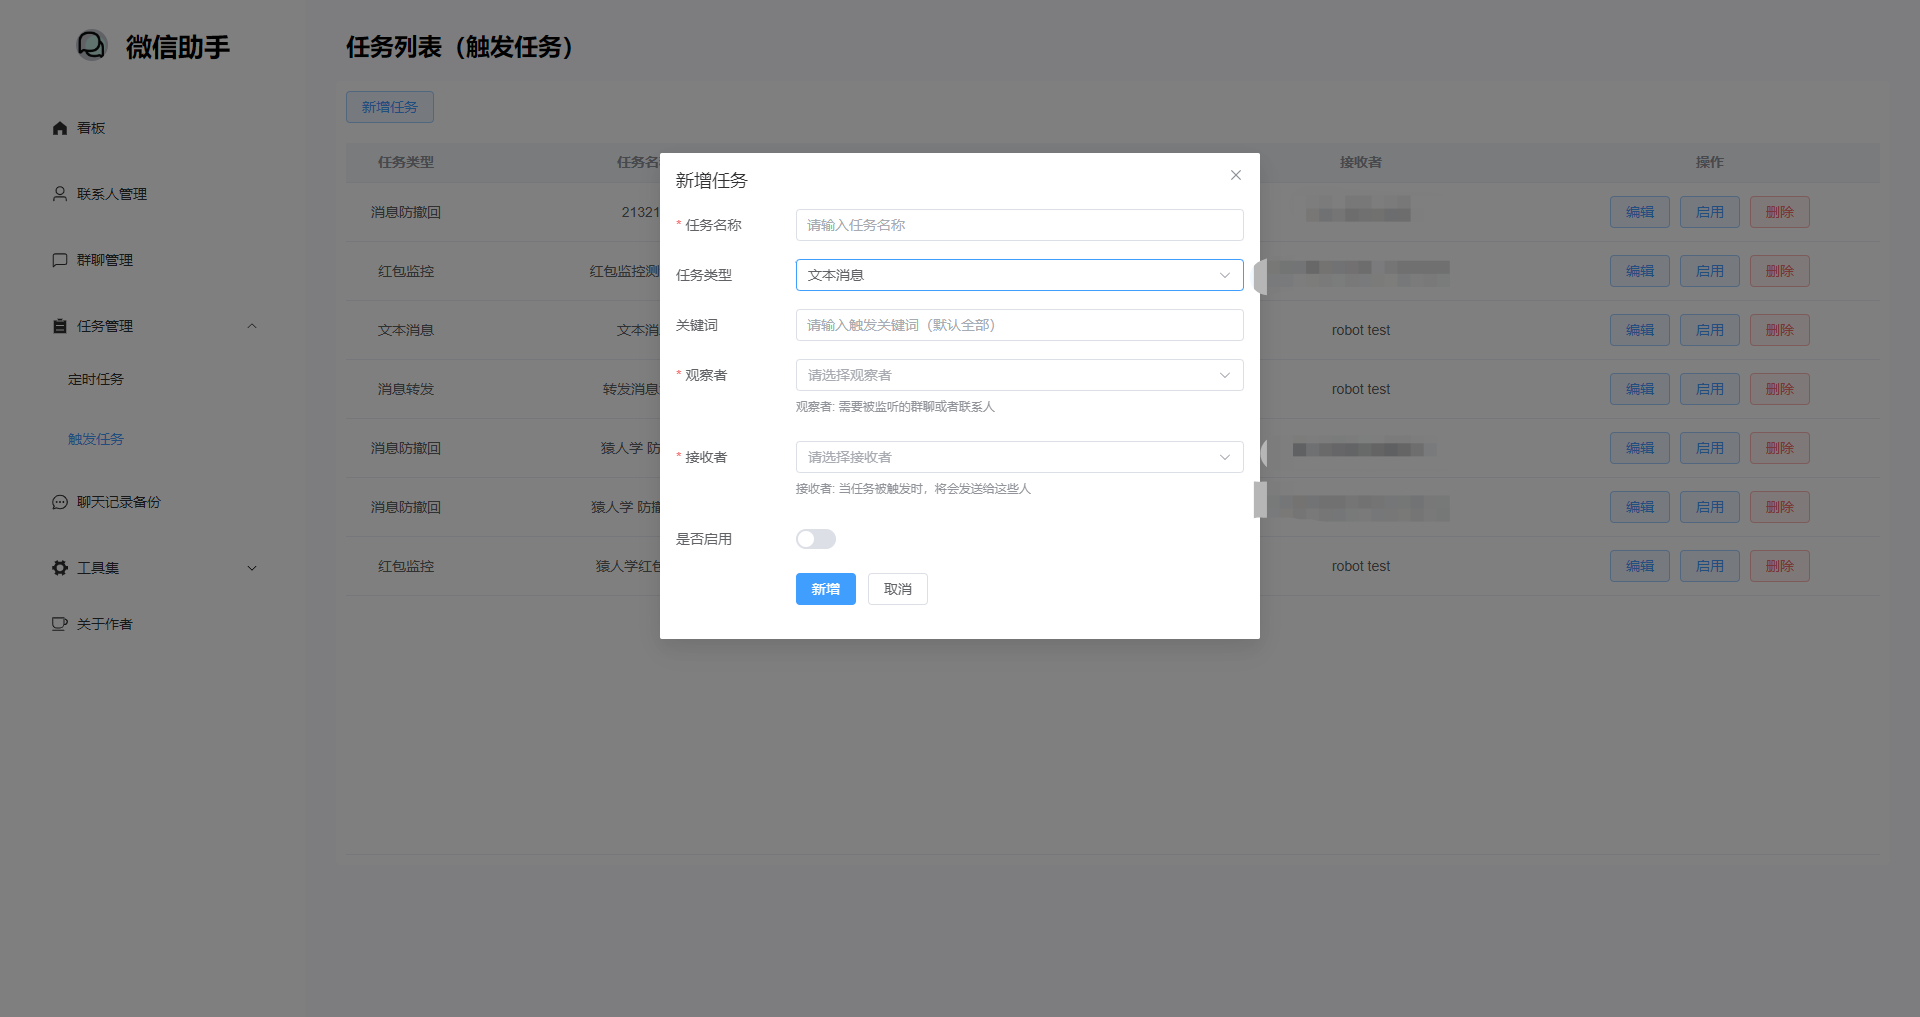 微信助手
看板
联系人管理
群聊管理
任务管理
定时任务
触发任务
聊天记录备份
工具集
关于作者
任务列表（触发任务）
新增任务
任务类型 任务名 接收者 操作
消息防撤回 21321 编辑 启用 删除
红包监控 红包监控测 编辑 启用 删除
文本消息 文本消 robot test 编辑 启用 删除
消息转发 转发消息 robot test 编辑 启用 删除
消息防撤回 猿人学 防 编辑 启用 删除
消息防撤回 猿人学 防撤 编辑 启用 删除
红包监控 猿人学红包 robot test 编辑 启用 删除
新增任务
* 任务名称 请输入任务名称
任务类型 文本消息
关键词 请输入触发关键词（默认全部）
* 观察者 请选择观察者
观察者: 需要被监听的群聊或者联系人
* 接收者 请选择接收者
接收者: 当任务被触发时，将会发送给这些人
是否启用
新增 取消